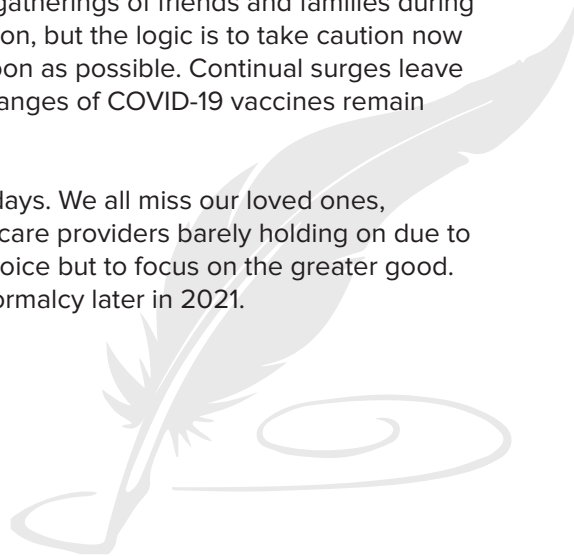 gatherings of friends and families during
on, but the logic is to take caution now
oon as possible. Continual surges leave
anges of COVID-19 vaccines remain
days. We all miss our loved ones,
care providers barely holding on due to
oice but to focus on the greater good.
ormalcy later in 2021.